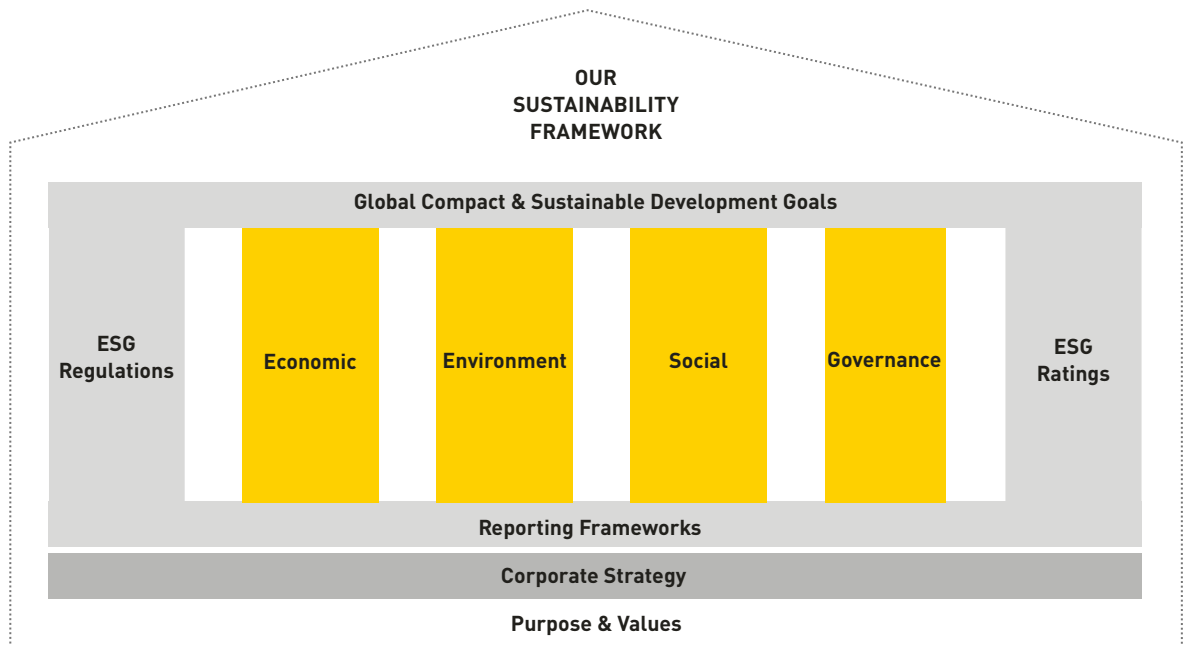 OUR
SUSTAINABILITY
FRAMEWORK
Global Compact & Sustainable Development Goals
ESG
Regulations
Economic
Environment
Social
Governance
ESG
Ratings
Reporting Frameworks
Corporate Strategy
Purpose & Values